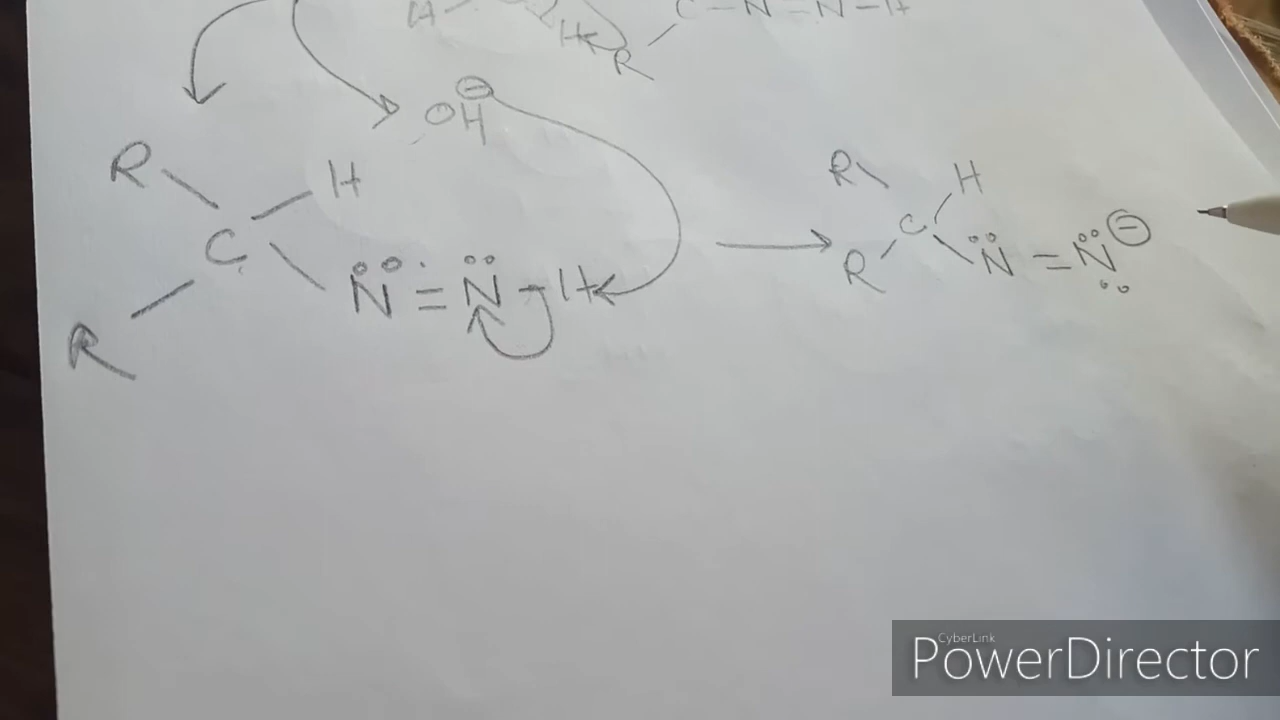 H
H
C-N=N-H
R
OH⊖
R
H
C
N̈=N̈-H
R
R
H
C
N̈=N̈⊖
R
CyberLink
PowerDirector